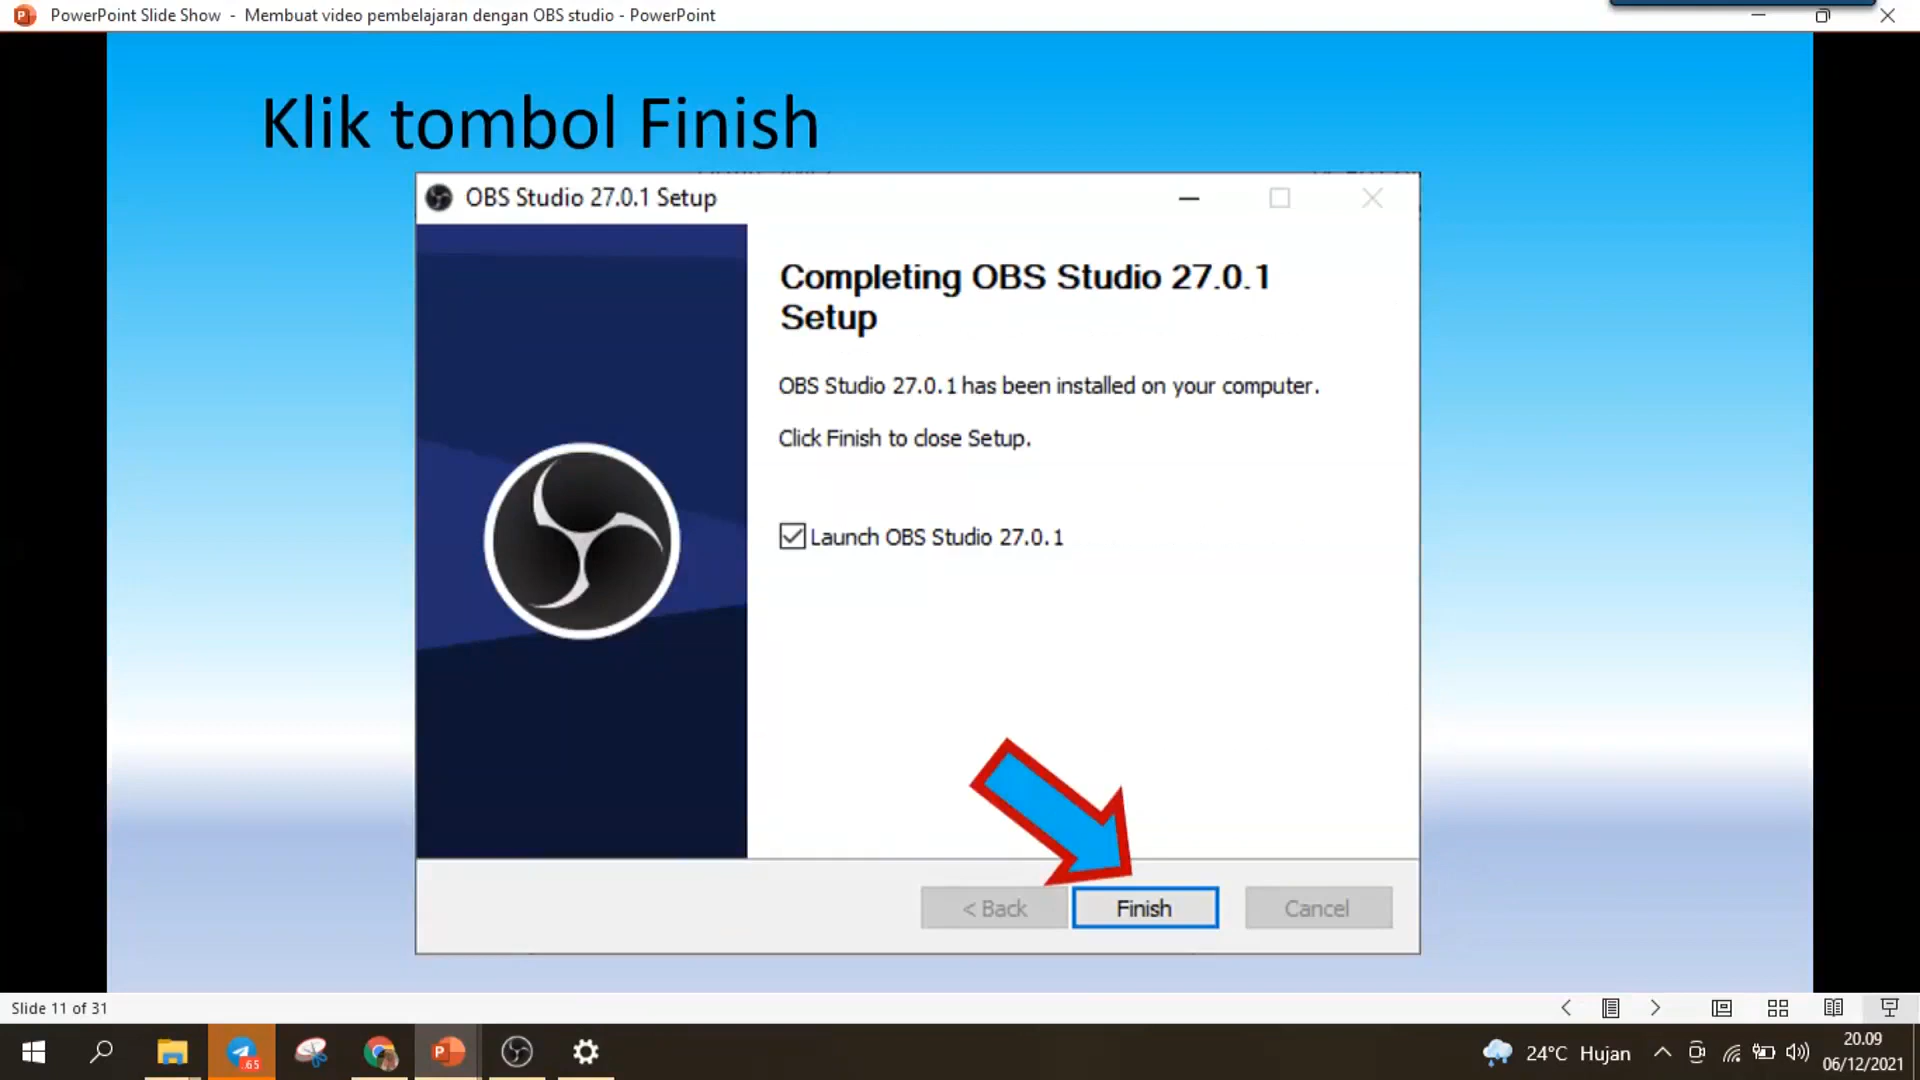 PowerPoint Slide Show - Membuat video pembelajaran dengan OBS studio - PowerPoint
Klik tombol Finish
OBS Studio 27.0.1 Setup
Completing OBS Studio 27.0.1
Setup
OBS Studio 27.0.1 has been installed on your computer.
Click Finish to close Setup.
Launch OBS Studio 27.0.1
< Back
Finish
Cancel
Slide 11 of 31
.65
24°C Hujan
20.09
06/12/2021